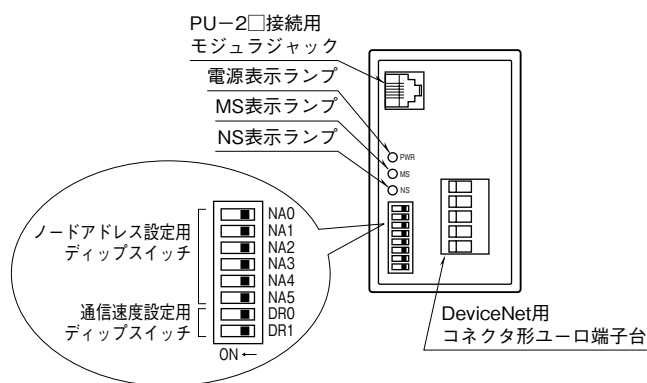 PU－2□接続用
モジュラジャック
電源表示ランプ
MS表示ランプ
NS表示ランプ
PWR
MS
NS
ノードアドレス設定用
ディップスイッチ
NA0
NA1
NA2
NA3
NA4
NA5
通信速度設定用
ディップスイッチ
DR0
DR1
ON ←
DeviceNet用
コネクタ形ユーロ端子台